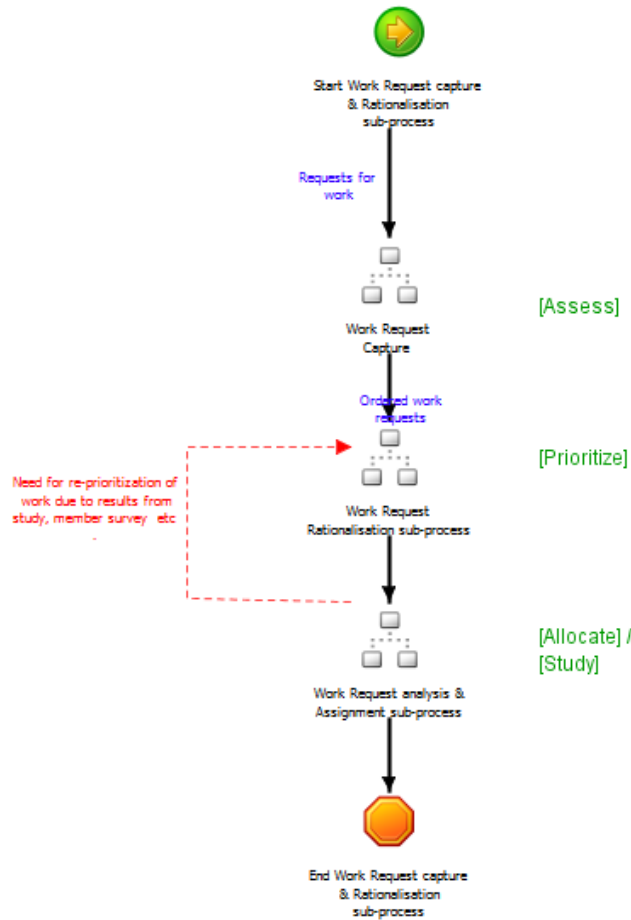 Start Work Request capture
& Rationalisation
sub-process
Requests for
work
[Assess]
Work Request
Capture
Ordered work
requests
[Prioritize]
Need for re-prioritization of
work due to results from
study, member survey etc
.
Work Request
Rationalisation sub-process
[Allocate] /
[Study]
Work Request analysis &
Assignment sub-process
End Work Request capture
& Rationalisation
sub-process